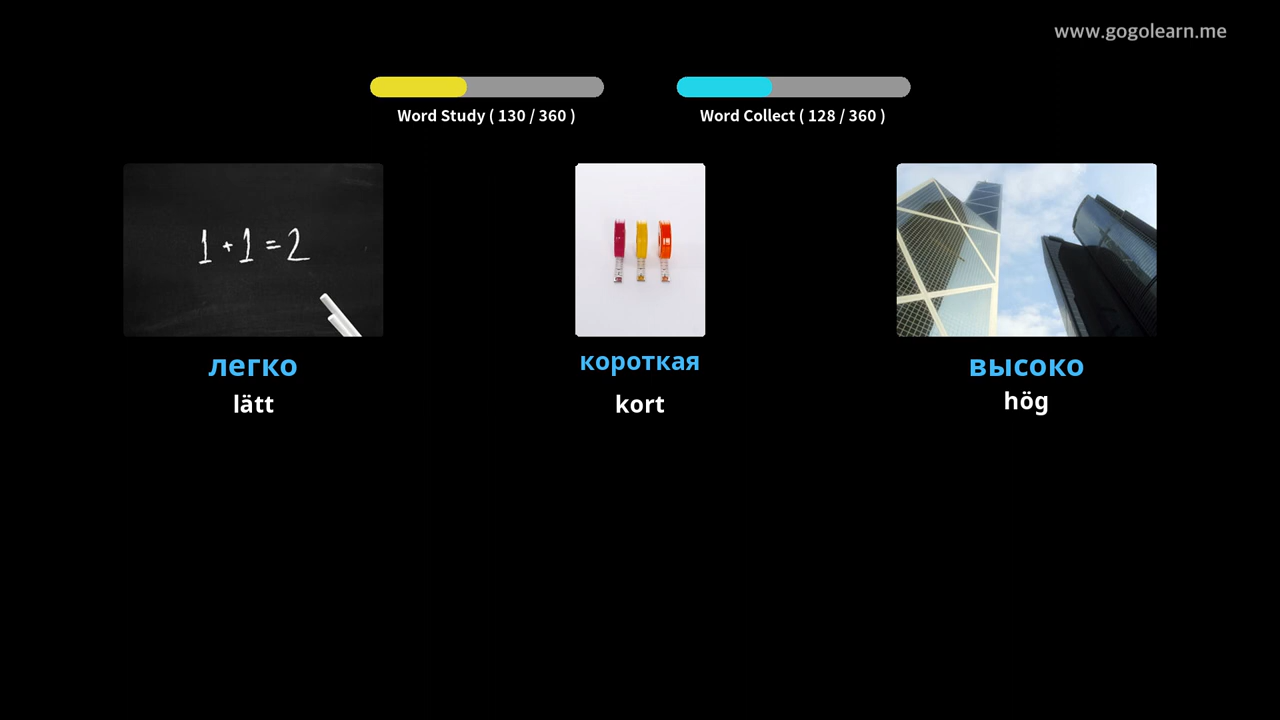 www.gogolearn.me
Word Study ( 130 / 360 )
Word Collect ( 128 / 360 )
1 + 1 = 2
легко
короткая
высоко
lätt
kort
hög